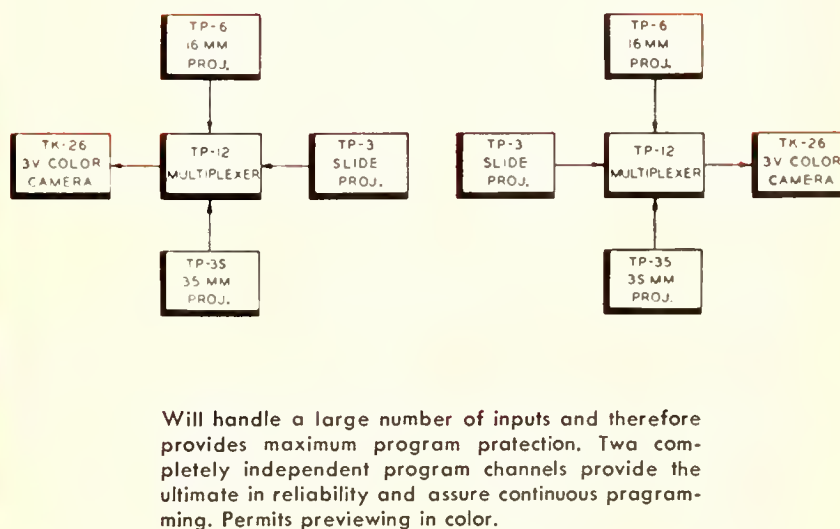 TP-6
16 MM
PROJ.
TP-6
16 MM
PROJ.
TK-26
3V COLOR
CAMERA
TP-12
MULTIPLEXER
TP-3
SLIDE
PROJ.
TP-3
SLIDE
PROJ.
TP-12
MULTIPLEXER
TK-26
3V COLOR
CAMERA
TP-35
35 MM
PROJ.
TP-35
35 MM
PROJ.
Will handle a large number of inputs and therefore
provides maximum program pratection. Twa com-
pletely independent program channels provide the
ultimate in reliability and assure continuous pragram-
ming. Permits previewing in color.